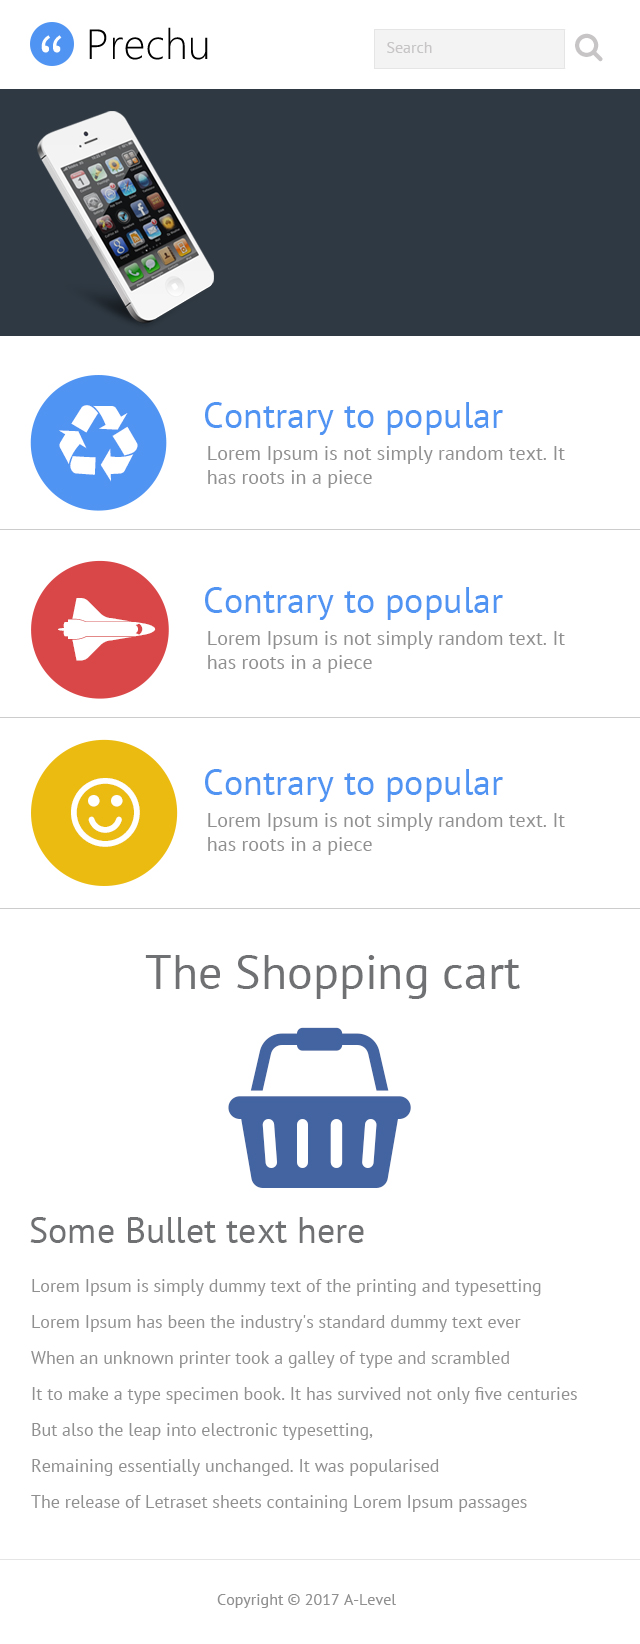 Prechu
Search
Contrary to popular
Lorem Ipsum is not simply random text. It
has roots in a piece
Contrary to popular
Lorem Ipsum is not simply random text. It
has roots in a piece
Contrary to popular
Lorem Ipsum is not simply random text. It
has roots in a piece
The Shopping cart
Some Bullet text here
Lorem Ipsum is simply dummy text of the printing and typesetting
Lorem Ipsum has been the industry's standard dummy text ever
When an unknown printer took a galley of type and scrambled
It to make a type specimen book. It has survived not only five centuries
But also the leap into electronic typesetting,
Remaining essentially unchanged. It was popularised
The release of Letraset sheets containing Lorem Ipsum passages
Copyright © 2017 A-Level